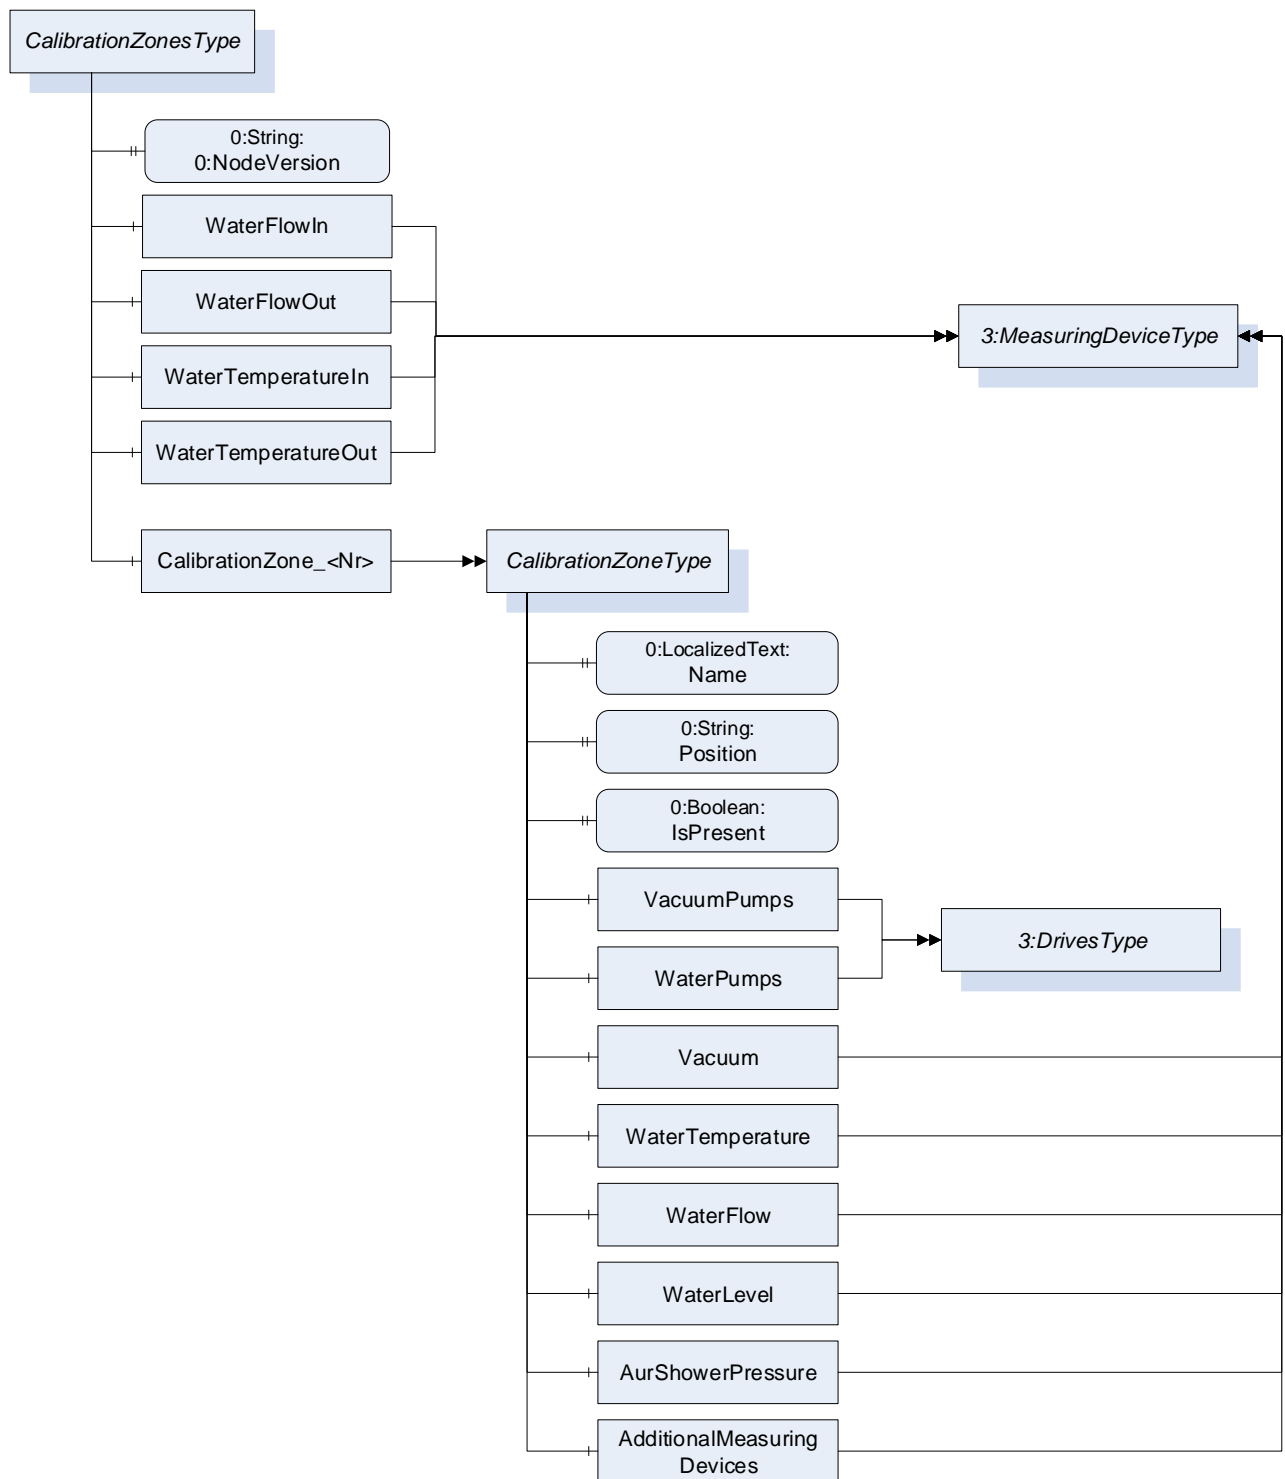 CalibrationZonesType
0:String:
0:NodeVersion
WaterFlowIn
WaterFlowOut
3:MeasuringDeviceType
WaterTemperatureIn
WaterTemperatureOut
CalibrationZone_<Nr>
CalibrationZoneType
0:LocalizedText:
Name
0:String:
Position
0:Boolean:
IsPresent
VacuumPumps
3:DrivesType
WaterPumps
Vacuum
WaterTemperature
WaterFlow
WaterLevel
AurShowerPressure
AdditionalMeasuring
Devices